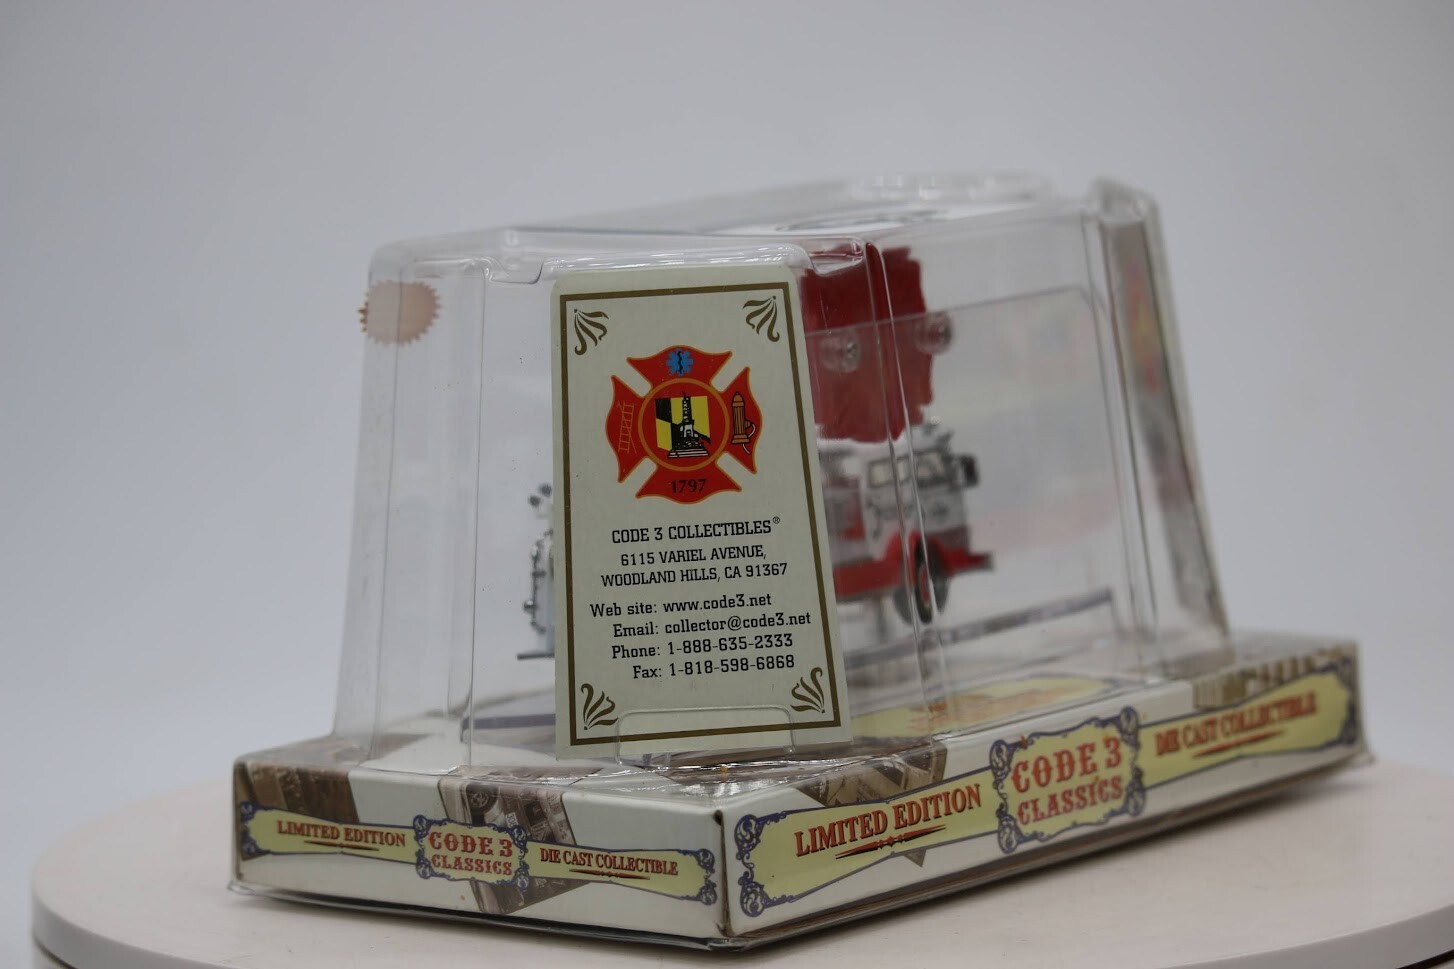 1797
CODE 3 COLLECTIBLES®
6115 VARIEL AVENUE,
WOODLAND HILLS, CA 91367
Web site: www.code3.net
Email: collector@code3.net
Phone: 1-888-635-2333
Fax: 1-818-598-6868
LIMITED EDITION
CODE 3
CLASSICS
DIE CAST COLLECTIBLE
LIMITED EDITION
CODE 3
CLASSICS
DIE CAST COLLECTIBLE